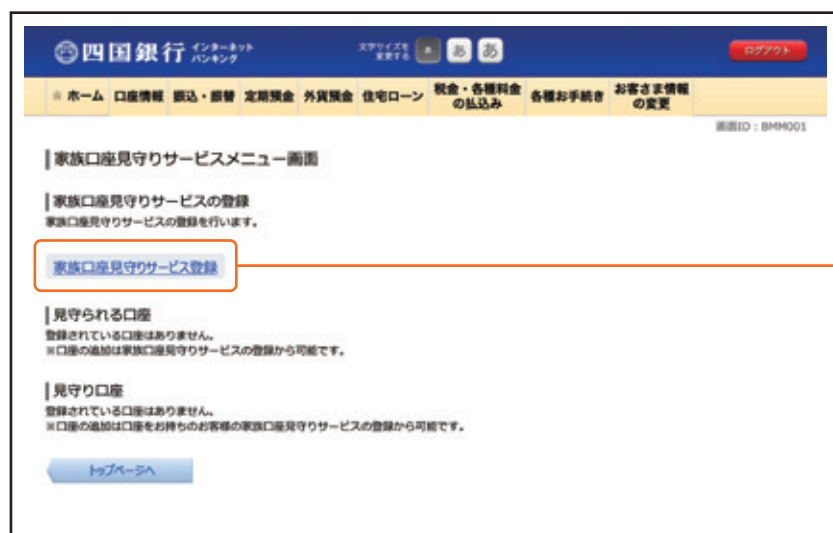 四国銀行 インターネットバンキング
文字サイズを変更する あ あ あ
ログアウト
ホーム 口座情報 振込・振替 定期預金 外貨預金 住宅ローン 税金・各種料金の払込み 各種お手続き お客さま情報の変更
画面ID：BMM001
家族口座見守りサービスメニュー画面
家族口座見守りサービスの登録
家族口座見守りサービスの登録を行います。
家族口座見守りサービス登録
見守られる口座
登録されている口座はありません。
※口座の追加は家族口座見守りサービスの登録から可能です。
見守り口座
登録されている口座はありません。
※口座の追加は口座をお持ちのお客様の家族口座見守りサービスの登録から可能です。
トップページへ